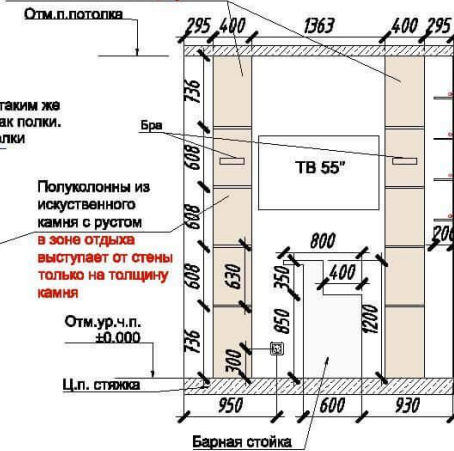 Отм.п.потолка
295 400 1363 400 295
736
таким же
ак полки.
лки
Бра
608
ТВ 55"
Полуколонны из
искуственного
камня с рустом
в зоне отдыха
выступает от стены
только на толщину
камня
608
200
800
400
608
630
350
850
1200
Отм.ур.ч.п.
±0.000
736
300
Ц.п. стяжка
950 600 930
Барная стойка